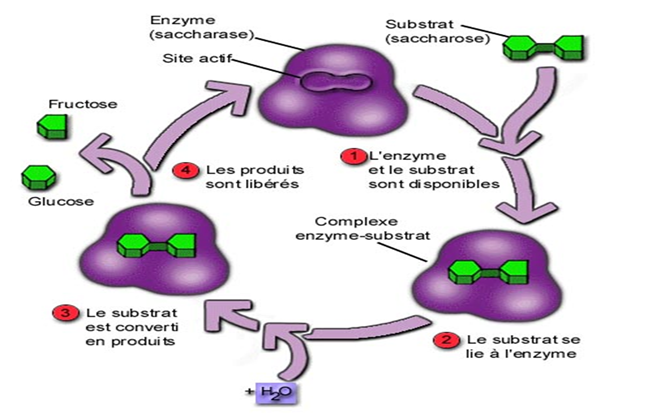 Enzyme
(saccharase)
Site actif
Substrat
(saccharose)
1 L'enzyme
et le substrat
sont disponibles
Complexe
enzyme-substrat
2 Le substrat se
lie à l'enzyme
+ H2O
3 Le substrat
est converti
en produits
4 Les produits
sont libérés
Fructose
Glucose